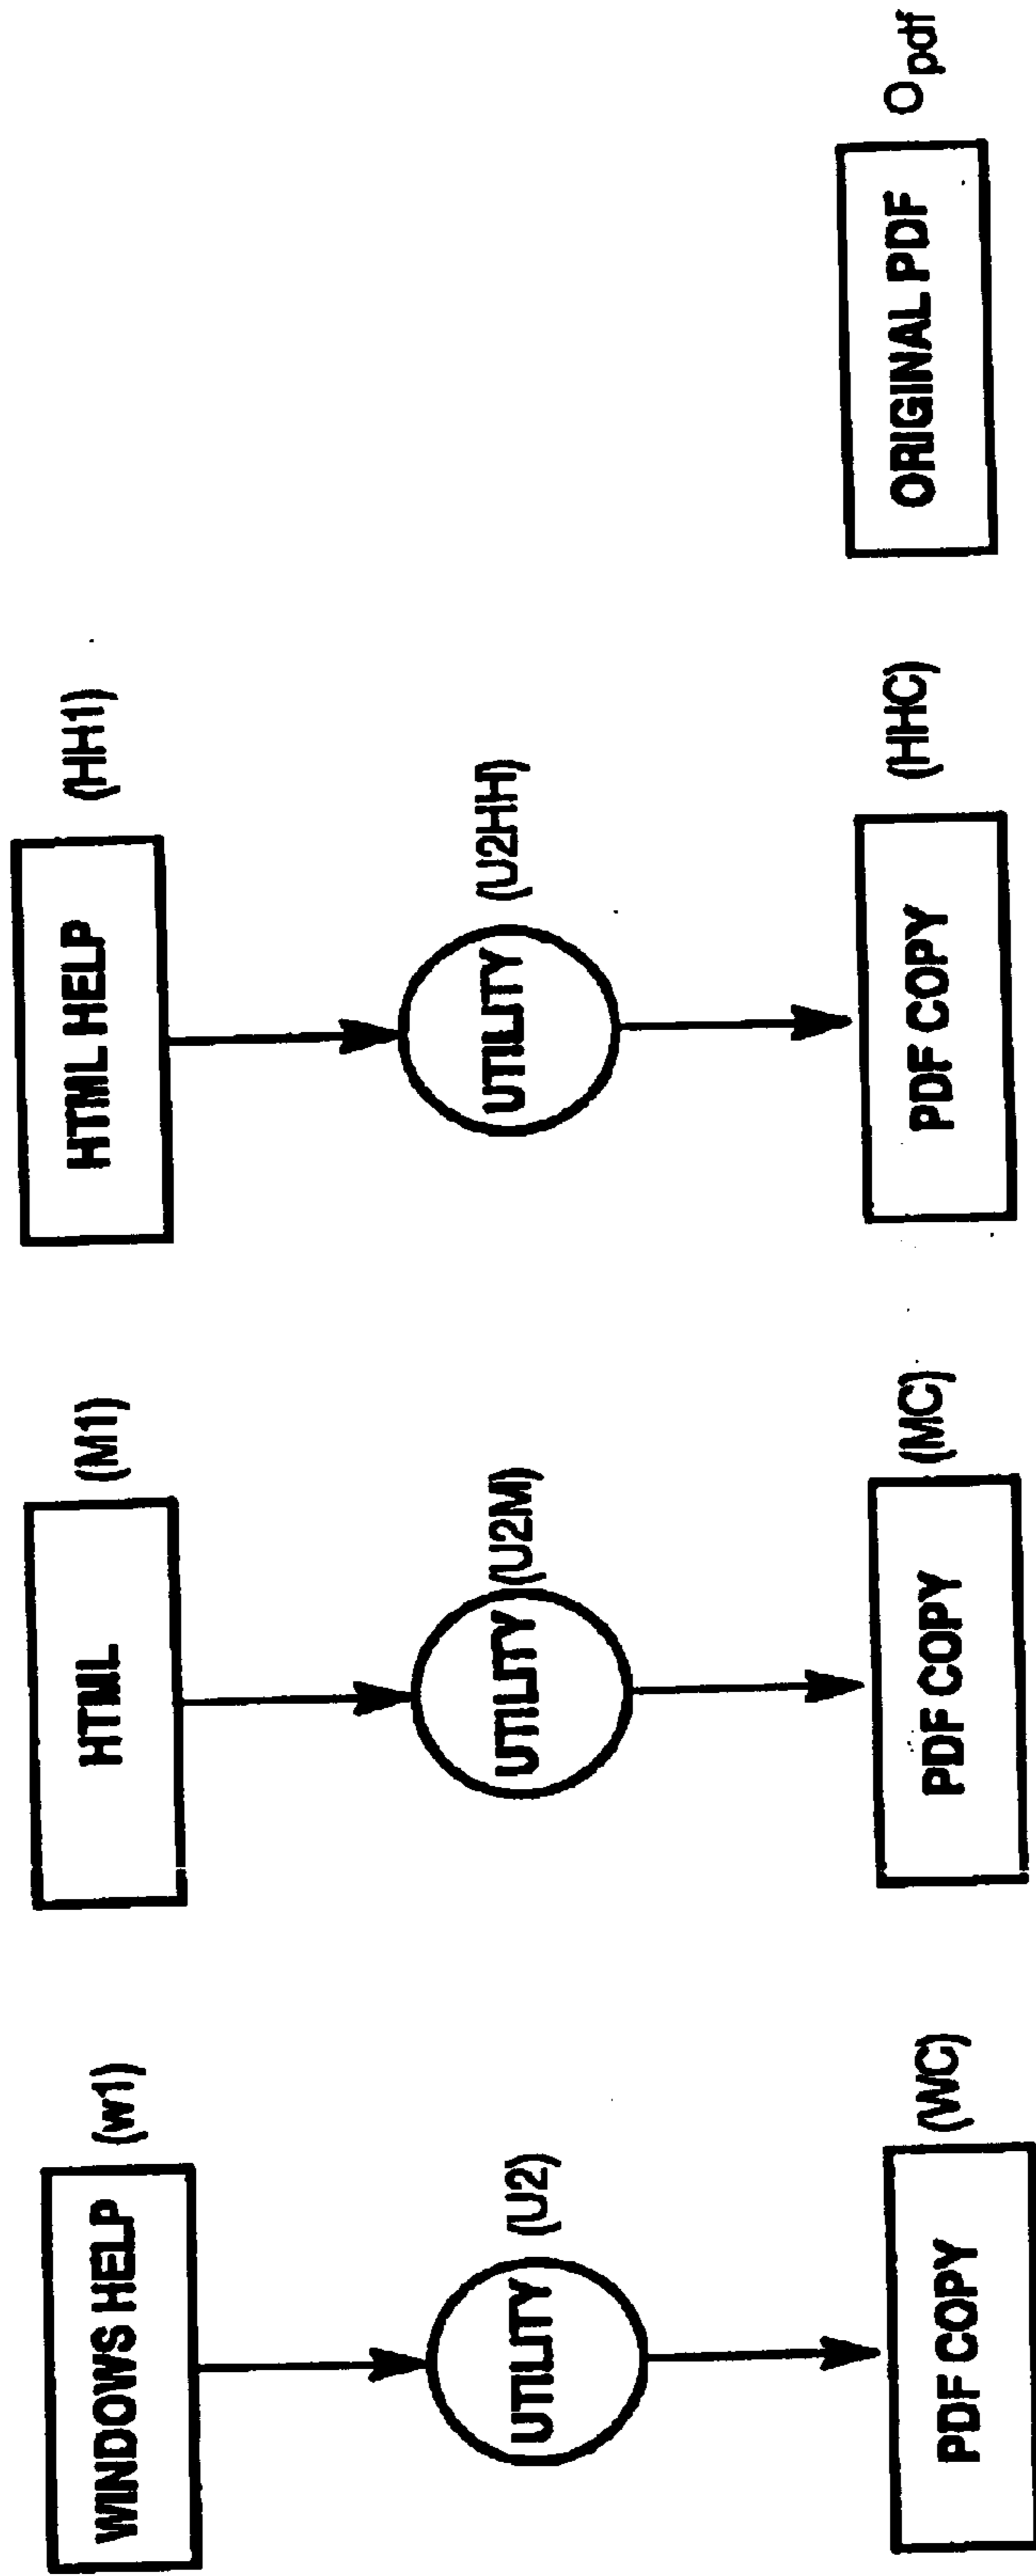 WINDOWS HELP (w1)
HTML (M1)
HTML HELP (HH1)
UTILITY (U2)
UTILITY (U2M)
UTILITY (U2HH)
PDF COPY (WC)
PDF COPY (MC)
PDF COPY (HHC)
ORIGINAL PDF Opdf